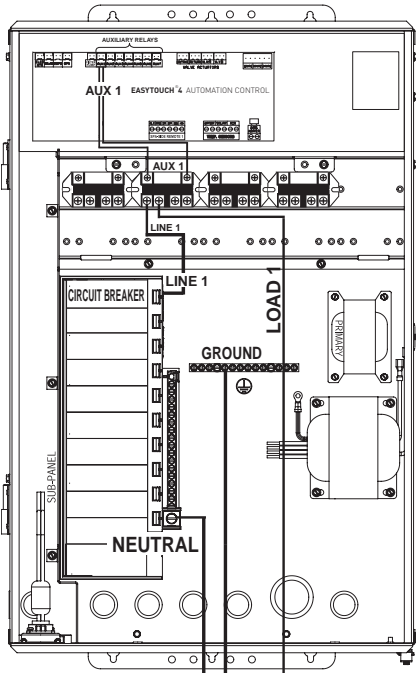 AUXILIARY RELAYS
VALVE ACTUATORS
AUX 1
EASYTOUCH® 4 AUTOMATION CONTROL
AUX 1
LINE 1
LINE 1
CIRCUIT BREAKER
LOAD 1
PRIMARY
GROUND
SUB-PANEL
NEUTRAL